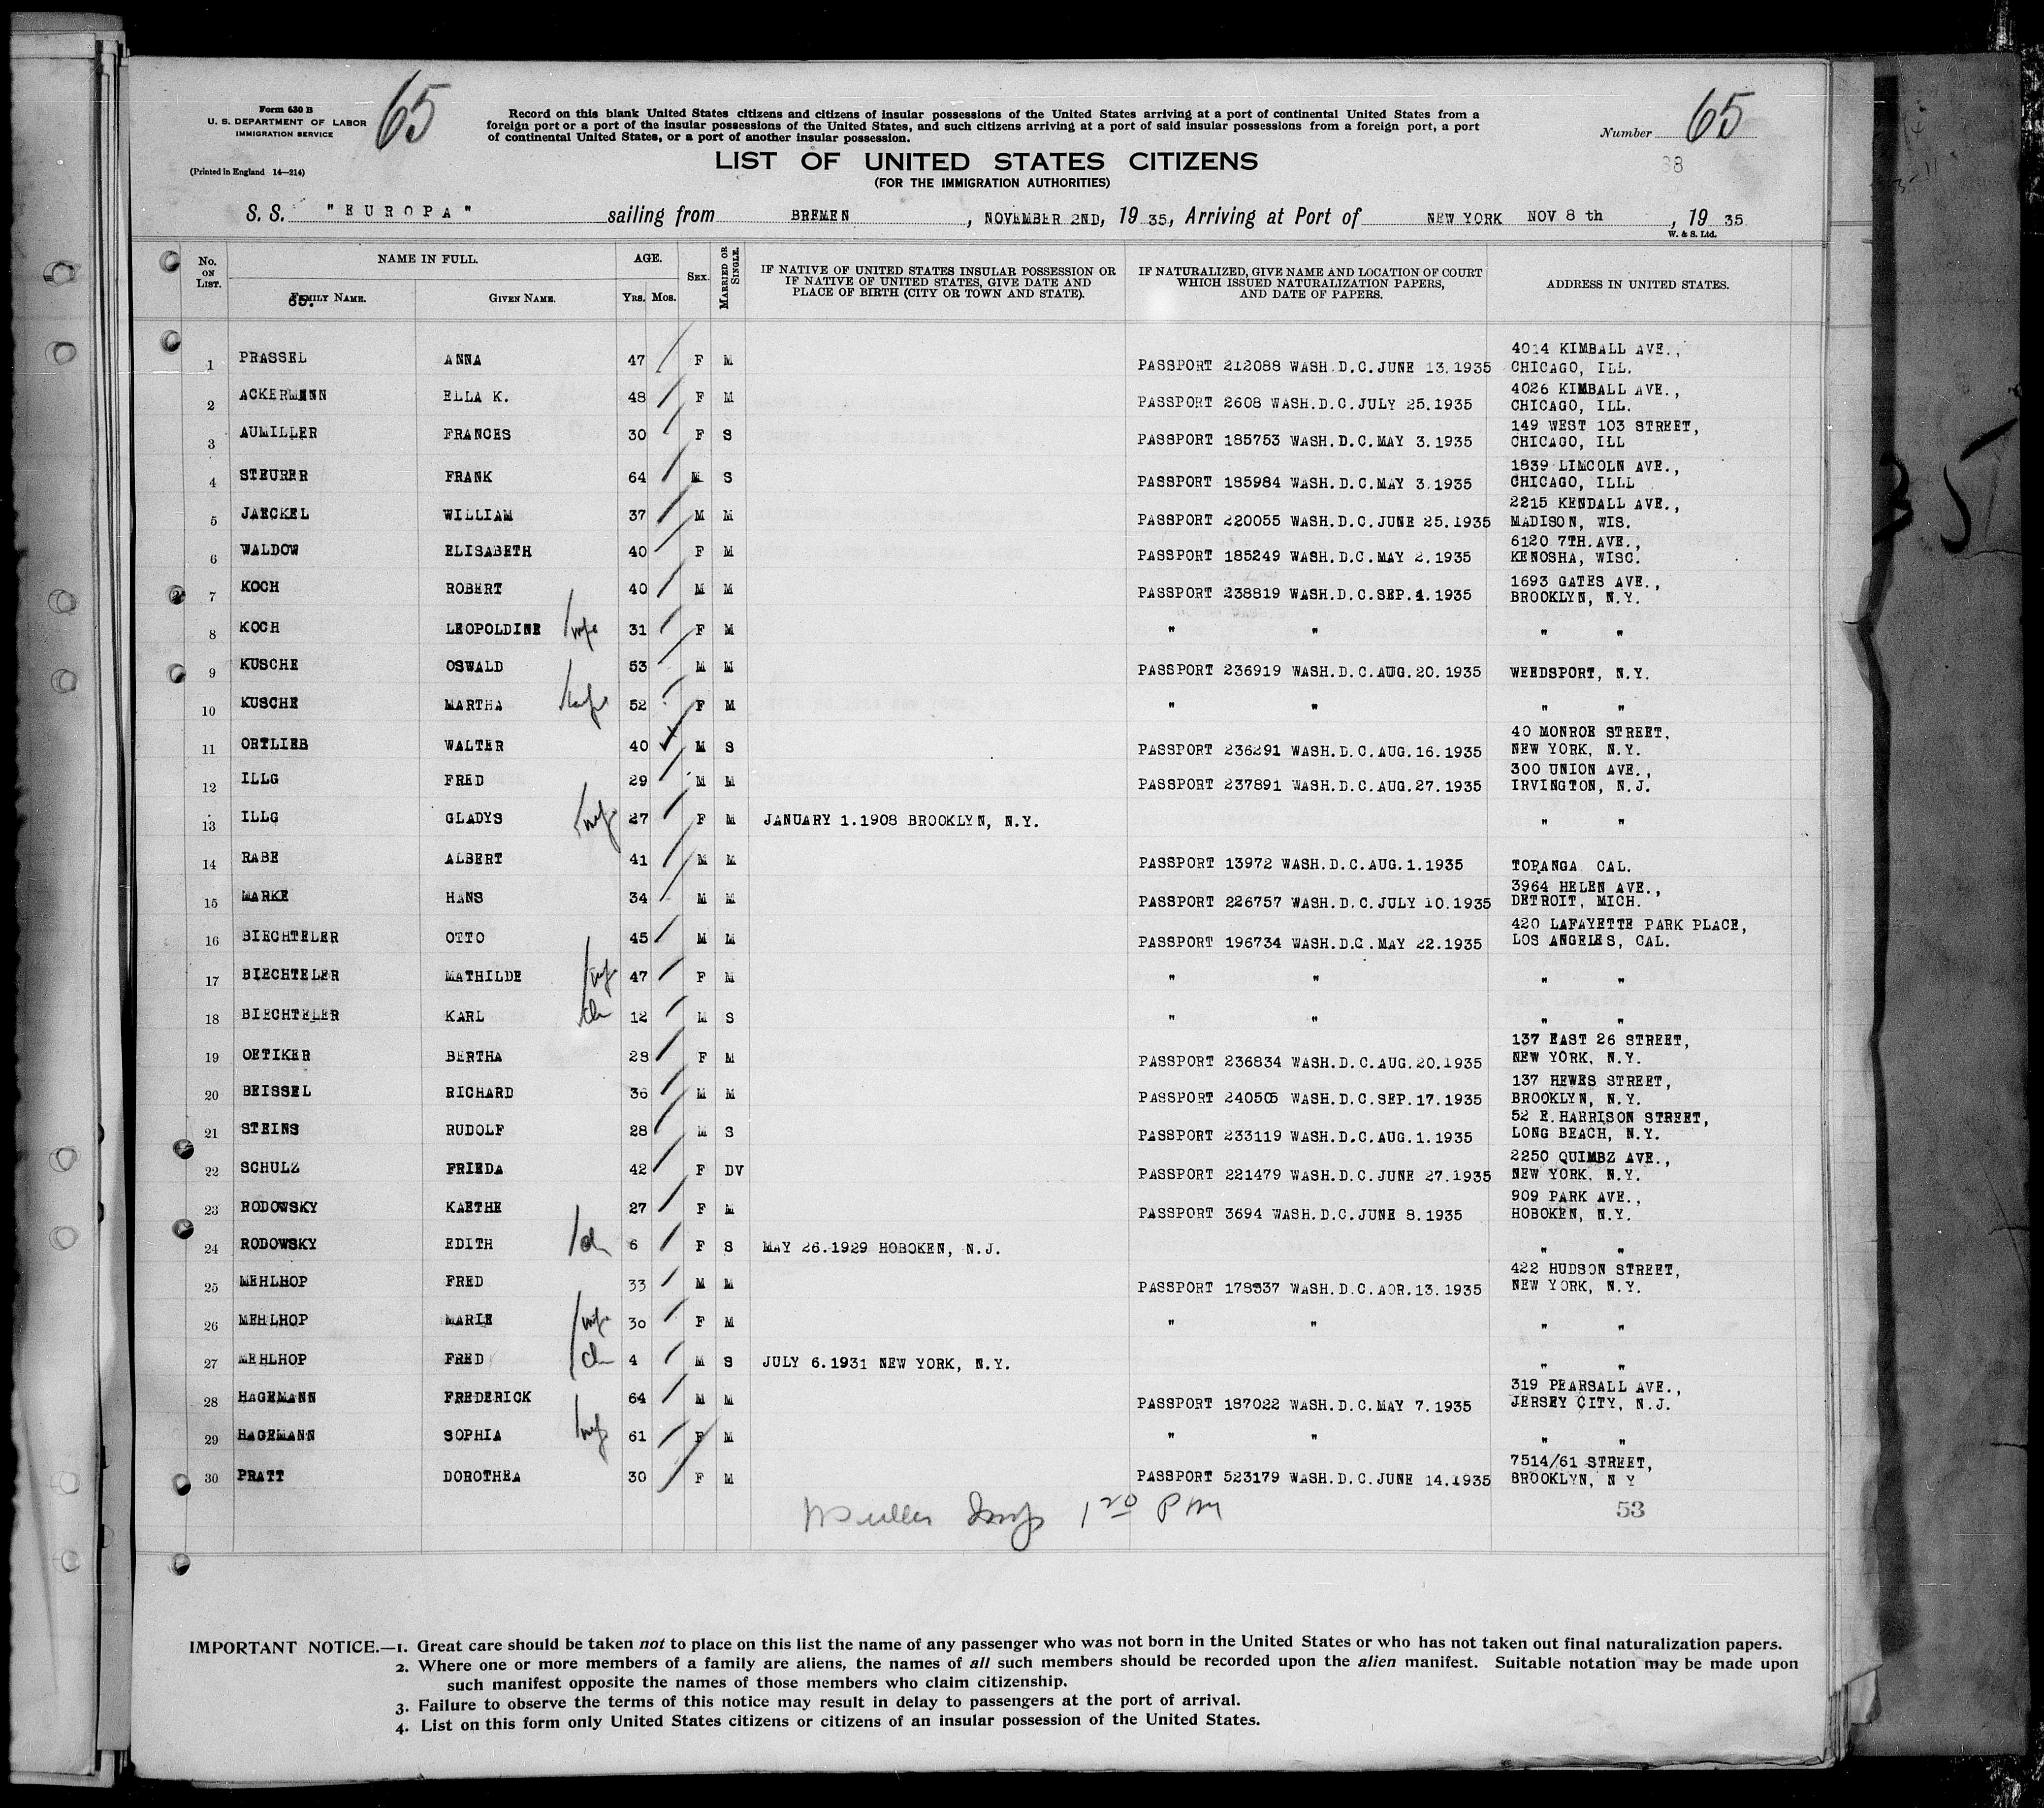 Form 630 B
U. S. DEPARTMENT OF LABOR
IMMIGRATION SERVICE
65
(Printed in England 14—214)
Record on this blank United States citizens and citizens of insular possessions of the United States arriving at a port of continental United States from a
foreign port or a port of the insular possessions of the United States, and such citizens arriving at a port of said insular possessions from a foreign port, a port
of continental United States, or a port of another insular possession.
Number 65
LIST OF UNITED STATES CITIZENS
(FOR THE IMMIGRATION AUTHORITIES)
S. S. "EUROPA" sailing from BREMEN, NOVEMBER 2ND, 1935, Arriving at Port of NEW YORK NOV 8 th, 1935
W. & S. Ltd.
No. ON LIST. NAME IN FULL. AGE. SEX. MARRIED OR SINGLE. IF NATIVE OF UNITED STATES INSULAR POSSESSION OR IF NATIVE OF UNITED STATES, GIVE DATE AND PLACE OF BIRTH (CITY OR TOWN AND STATE). IF NATURALIZED, GIVE NAME AND LOCATION OF COURT WHICH ISSUED NATURALIZATION PAPERS, AND DATE OF PAPERS. ADDRESS IN UNITED STATES.
65. FAMILY NAME. GIVEN NAME. YRS. MOS.
1 PRASSEL ANNA 47 F M PASSPORT 212088 WASH.D.C.JUNE 13.1935 4014 KIMBALL AVE., CHICAGO, ILL.
2 ACKERMNNN ELLA K. 48 F M PASSPORT 2608 WASH.D.C.JULY 25.1935 4026 KIMBALL AVE., CHICAGO, ILL.
3 AUMILLER FRANCES 30 F S PASSPORT 185753 WASH.D.C.MAY 3.1935 149 WEST 103 STREET, CHICAGO, ILL
4 STEURER FRANK 64 M S PASSPORT 185984 WASH.D.C.MAY 3.1935 1839 LINCOLN AVE., CHICAGO, ILLL
5 JAECKEL WILLIAM 37 M M PASSPORT 220055 WASH.D.C.JUNE 25.1935 2215 KENDALL AVE., MADISON, WIS.
6 WALDOW ELISABETH 40 F M PASSPORT 185249 WASH.D.C.MAY 2.1935 6120 7TH.AVE., KENOSHA, WISC.
7 KOCH ROBERT 40 M M PASSPORT 238819 WASH.D.C.SEP.4.1935 1693 GATES AVE., BROOKLYN, N.Y.
8 KOCH LEOPOLDINE wife 31 F M " " " "
9 KUSCHE OSWALD 53 M M PASSPORT 236919 WASH.D.C.AUG.20.1935 WEEDSPORT, N.Y.
10 KUSCHE MARTHA wife 52 F M " " " "
11 ORTLIEB WALTER 40 M S PASSPORT 236291 WASH.D.C.AUG.16.1935 40 MONROE STREET, NEW YORK, N.Y.
12 ILLG FRED 29 M M PASSPORT 237891 WASH.D.C.AUG.27.1935 300 UNION AVE., IRVINGTON, N.J.
13 ILLG GLADYS wf 27 F M JANUARY 1.1908 BROOKLYN, N.Y. " "
14 RABE ALBERT 41 M M PASSPORT 13972 WASH.D.C.AUG.1.1935 TOPANGA CAL.
15 MARKE HANS 34 M M PASSPORT 226757 WASH.D.C.JULY 10.1935 3964 HELEN AVE., DETROIT, MICH.
16 BIECHTELER OTTO 45 M M PASSPORT 196734 WASH.D.C. MAY 22.1935 420 LAFAYETTE PARK PLACE, LOS ANGELES, CAL.
17 BIECHTELER MATHILDE wf 47 F M " " " "
18 BIECHTELER KARL ch 12 M S " " " "
19 OETIKER BERTHA 28 F M PASSPORT 236834 WASH.D.C.AUG.20.1935 137 EAST 26 STREET, NEW YORK, N.Y.
20 BEISSEL RICHARD 36 M M PASSPORT 240505 WASH.D.C.SEP.17.1935 137 HEWES STREET, BROOKLYN, N.Y.
21 STEINS RUDOLF 28 M S PASSPORT 233119 WASH.D.C.AUG.1.1935 52 E.HARRISON STREET, LONG BEACH, N.Y.
22 SCHULZ FRIEDA 42 F DV PASSPORT 221479 WASH.D.C.JUNE 27.1935 2250 QUIMBZ AVE., NEW YORK, N.Y.
23 RODOWSKY KAETHE 27 F M PASSPORT 3694 WASH.D.C.JUNE 8.1935 909 PARK AVE., HOBOKEN, N.Y.
24 RODOWSKY EDITH ch 6 F S MAY 26.1929 HOBOKEN, N.J. " "
25 MEHLHOP FRED 33 M M PASSPORT 178537 WASH.D.C.AOR.13.1935 422 HUDSON STREET, NEW YORK, N.Y.
26 MEHLHOP MARIE wf 30 F M " " " "
27 MEHLHOP FRED ch 4 M S JULY 6.1931 NEW YORK, N.Y. " "
28 HAGEMANN FREDERICK 64 M M PASSPORT 187022 WASH.D.C.MAY 7.1935 319 PEARSALL AVE., JERSEY CITY, N.J.
29 HAGEMANN SOPHIA wf 61 F M " " " "
30 PRATT DOROTHEA 30 F M PASSPORT 523179 WASH.D.C.JUNE 14.1935 7514/61 STREET, BROOKLYN, N Y
Muller Insp 1 20 PM
53
IMPORTANT NOTICE.—1. Great care should be taken not to place on this list the name of any passenger who was not born in the United States or who has not taken out final naturalization papers.
2. Where one or more members of a family are aliens, the names of all such members should be recorded upon the alien manifest. Suitable notation may be made upon
such manifest opposite the names of those members who claim citizenship.
3. Failure to observe the terms of this notice may result in delay to passengers at the port of arrival.
4. List on this form only United States citizens or citizens of an insular possession of the United States.